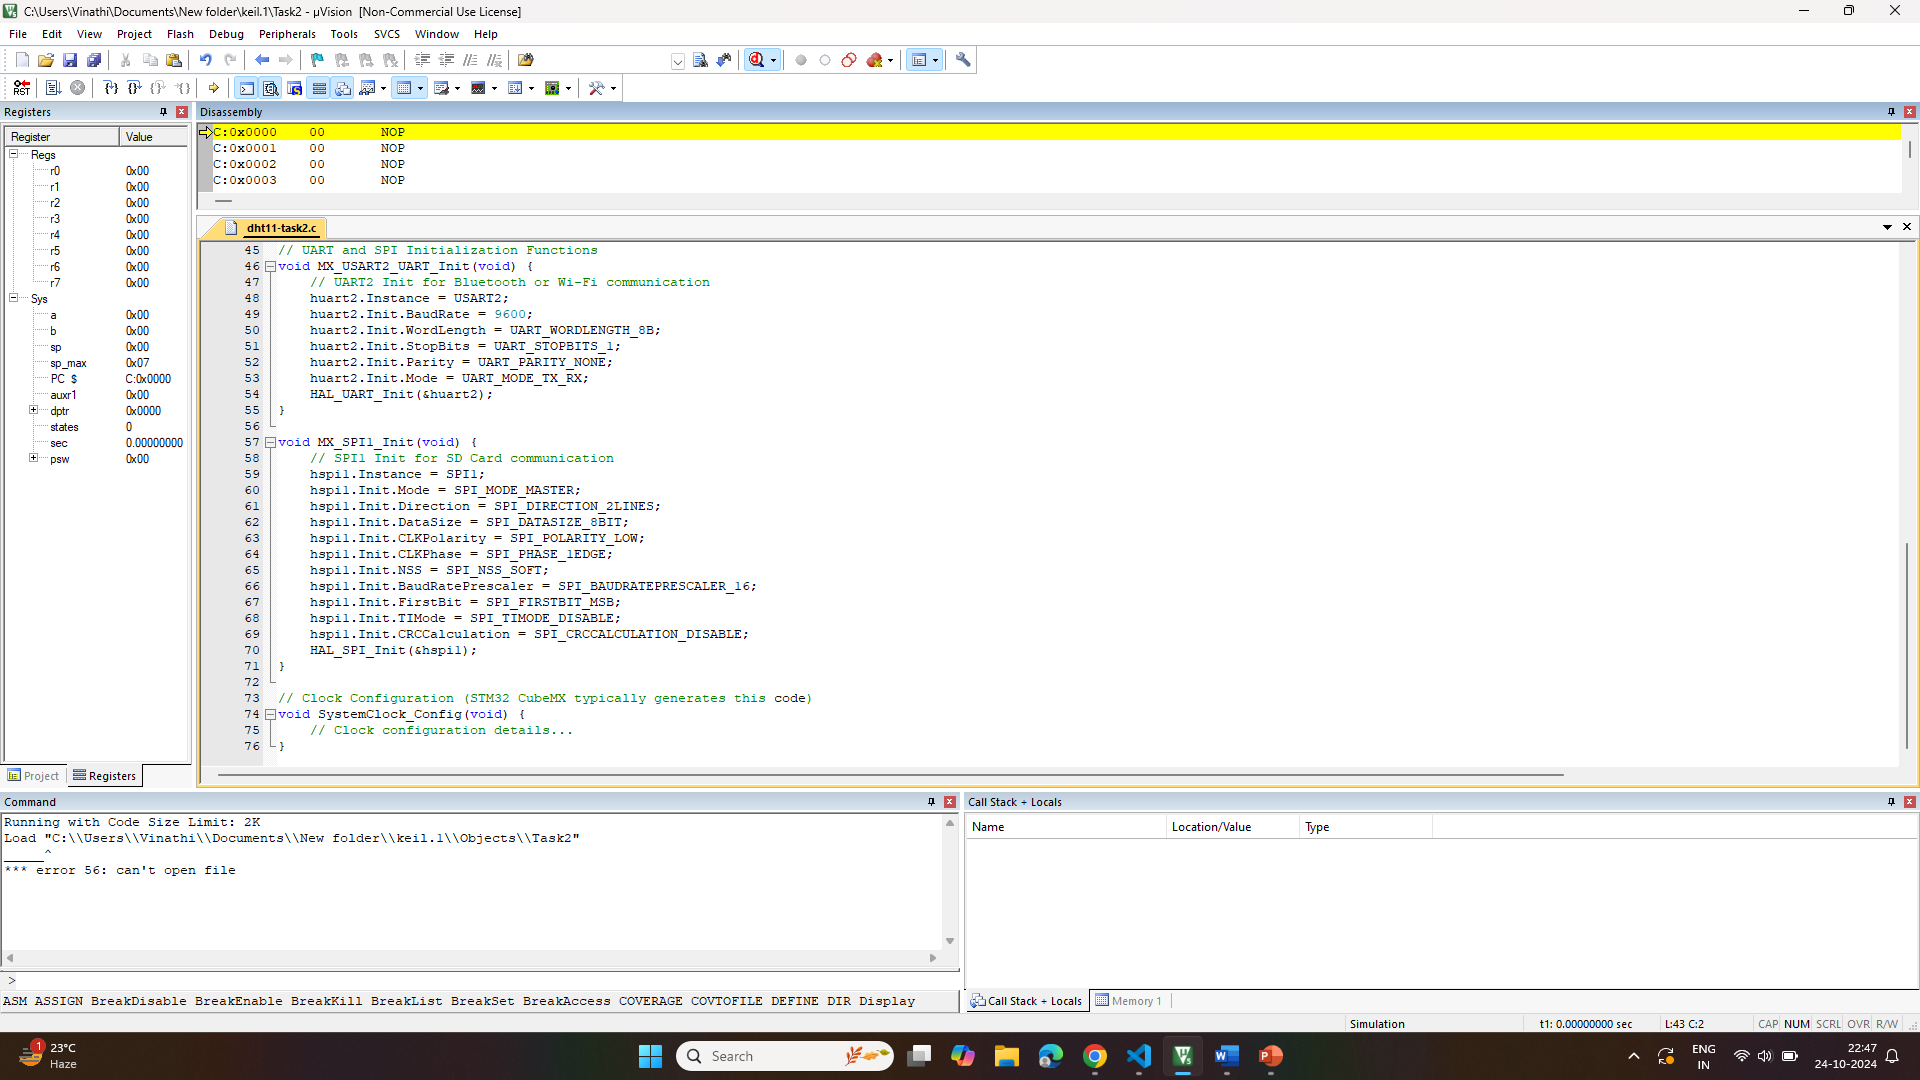 C:\Users\Vinathi\Documents\New folder\keil.1\Task2 - µVision  [Non-Commercial Use License]
File Edit View Project Flash Debug Peripherals Tools SVCS Window Help
Registers
Register Value
Regs
r0 0x00
r1 0x00
r2 0x00
r3 0x00
r4 0x00
r5 0x00
r6 0x00
r7 0x00
Sys
a 0x00
b 0x00
sp 0x00
sp_max 0x07
PC $ C:0x0000
auxr1 0x00
dptr 0x0000
states 0
sec 0.00000000
psw 0x00
Project Registers
Disassembly
C:0x0000 00 NOP
C:0x0001 00 NOP
C:0x0002 00 NOP
C:0x0003 00 NOP
dht11-task2.c
45 // UART and SPI Initialization Functions
46 void MX_USART2_UART_Init(void) {
47 // UART2 Init for Bluetooth or Wi-Fi communication
48 huart2.Instance = USART2;
49 huart2.Init.BaudRate = 9600;
50 huart2.Init.WordLength = UART_WORDLENGTH_8B;
51 huart2.Init.StopBits = UART_STOPBITS_1;
52 huart2.Init.Parity = UART_PARITY_NONE;
53 huart2.Init.Mode = UART_MODE_TX_RX;
54 HAL_UART_Init(&huart2);
55 }
56
57 void MX_SPI1_Init(void) {
58 // SPI1 Init for SD Card communication
59 hspi1.Instance = SPI1;
60 hspi1.Init.Mode = SPI_MODE_MASTER;
61 hspi1.Init.Direction = SPI_DIRECTION_2LINES;
62 hspi1.Init.DataSize = SPI_DATASIZE_8BIT;
63 hspi1.Init.CLKPolarity = SPI_POLARITY_LOW;
64 hspi1.Init.CLKPhase = SPI_PHASE_1EDGE;
65 hspi1.Init.NSS = SPI_NSS_SOFT;
66 hspi1.Init.BaudRatePrescaler = SPI_BAUDRATEPRESCALER_16;
67 hspi1.Init.FirstBit = SPI_FIRSTBIT_MSB;
68 hspi1.Init.TIMode = SPI_TIMODE_DISABLE;
69 hspi1.Init.CRCCalculation = SPI_CRCCALCULATION_DISABLE;
70 HAL_SPI_Init(&hspi1);
71 }
72
73 // Clock Configuration (STM32 CubeMX typically generates this code)
74 void SystemClock_Config(void) {
75 // Clock configuration details...
76 }
Command
Running with Code Size Limit: 2K
Load "C:\\Users\\Vinathi\\Documents\\New folder\\keil.1\\Objects\\Task2"
_____^
*** error 56: can't open file
>
ASM ASSIGN BreakDisable BreakEnable BreakKill BreakList BreakSet BreakAccess COVERAGE COVTOFILE DEFINE DIR Display
Call Stack + Locals
Name Location/Value Type
Call Stack + Locals Memory 1
Simulation t1: 0.00000000 sec L:43 C:2 CAP NUM SCRL OVR R/W
1
23°C
Haze
Search
ENG
IN
22:47
24-10-2024